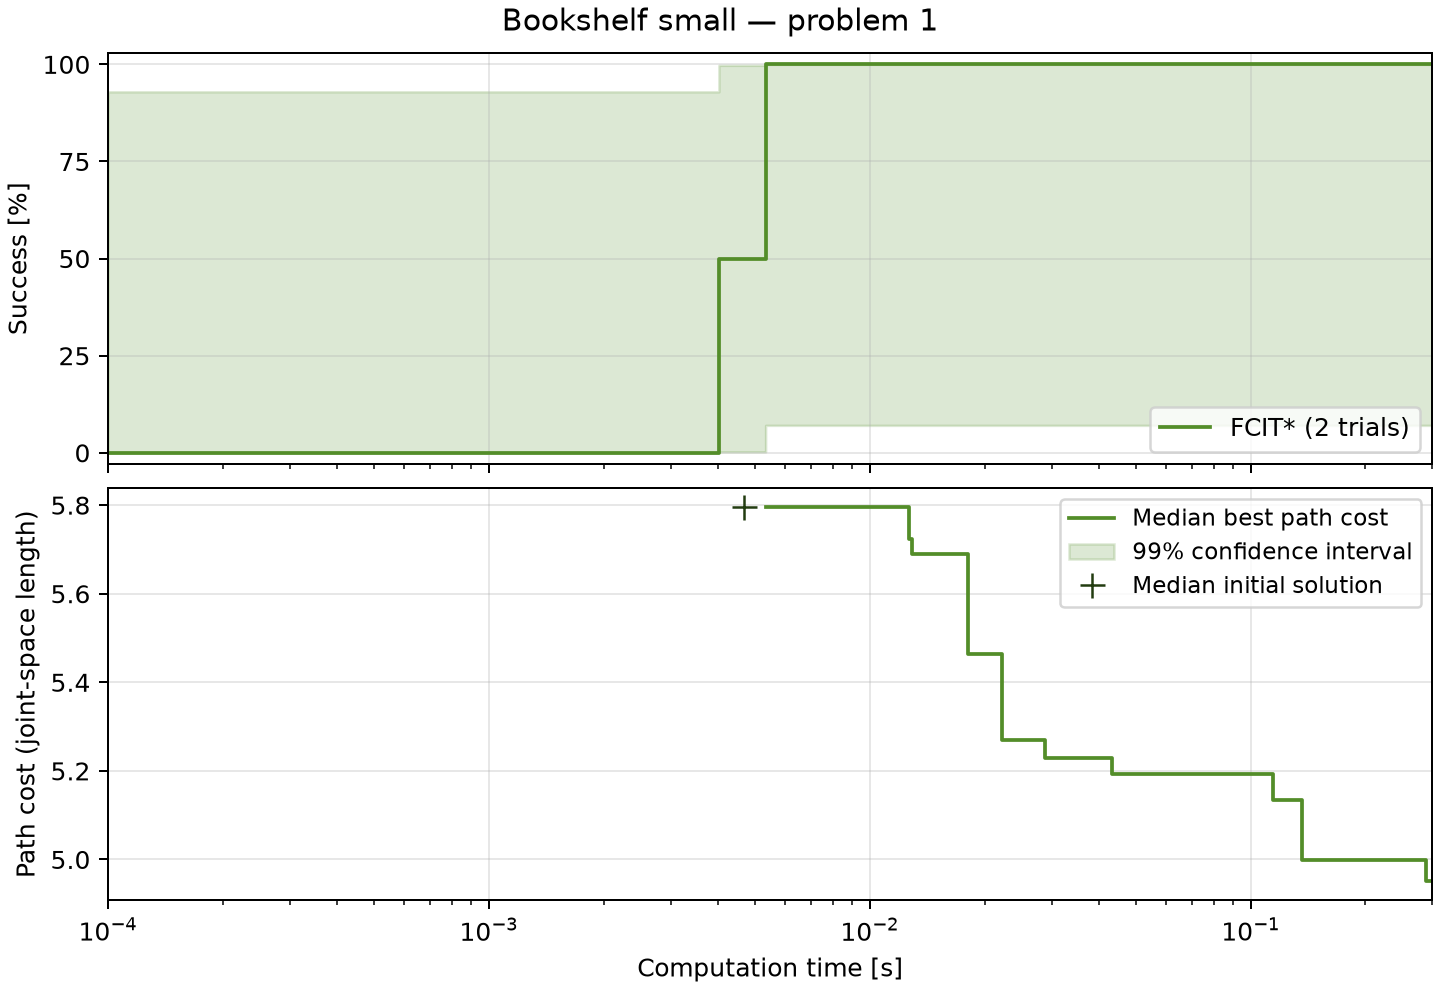 Bookshelf small — problem 1
100
75
50
25
0
Success [%]
FCIT* (2 trials)
5.8
5.6
5.4
5.2
5.0
Path cost (joint-space length)
Median best path cost
99% confidence interval
Median initial solution
10⁻⁴
10⁻³
10⁻²
10⁻¹
Computation time [s]